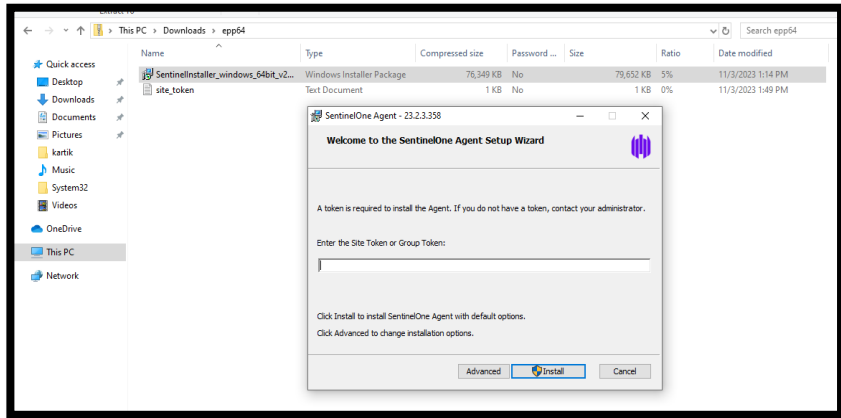 This PC > Downloads > epp64
Search epp64
Name Type Compressed size Password ... Size Ratio Date modified
Quick access
Desktop
Downloads
Documents
Pictures
kartik
Music
System32
Videos
OneDrive
This PC
Network
SentinelInstaller_windows_64bit_v2... Windows Installer Package 76,349 KB No 79,652 KB 5% 11/3/2023 1:14 PM
site_token Text Document 1 KB No 1 KB 0% 11/3/2023 1:49 PM
SentinelOne Agent - 23.2.3.358
Welcome to the SentinelOne Agent Setup Wizard
A token is required to install the Agent. If you do not have a token, contact your administrator.
Enter the Site Token or Group Token:
Click Install to install SentinelOne Agent with default options.
Click Advanced to change installation options.
Advanced Install Cancel